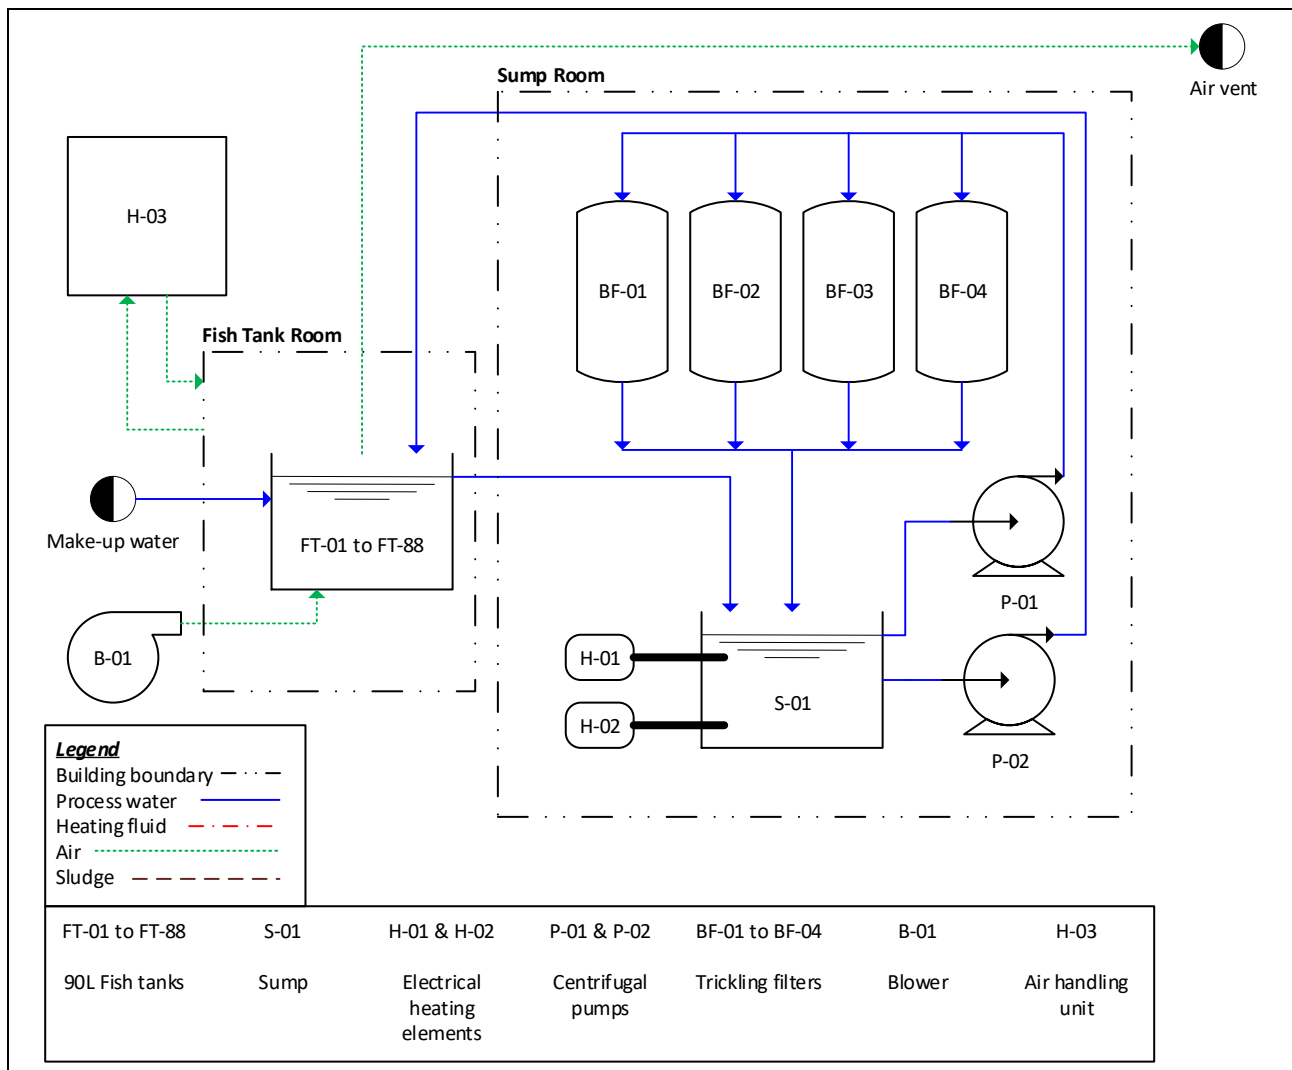 Air vent
Sump Room
H-03
BF-01
BF-02
BF-03
BF-04
Fish Tank Room
Make-up water
FT-01 to FT-88
P-01
B-01
H-01
S-01
H-02
P-02
Legend
Building boundary
Process water
Heating fluid
Air
Sludge
FT-01 to FT-88
S-01
H-01 & H-02
P-01 & P-02
BF-01 to BF-04
B-01
H-03
90L Fish tanks
Sump
Electrical
heating
elements
Centrifugal
pumps
Trickling filters
Blower
Air handling
unit